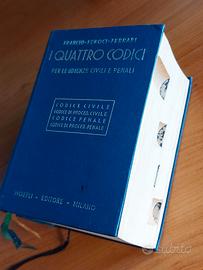 FRANCHI-FEROCI-FERRARI
I QUATTRO CODICI
PER LE UDIENZE CIVILI E PENALI
CODICE CIVILE
CODICE DI PROCED. CIVILE
CODICE PENALE
CODICE DI PROCED. PENALE
HOEPLI - EDITORE - MILANO
subito